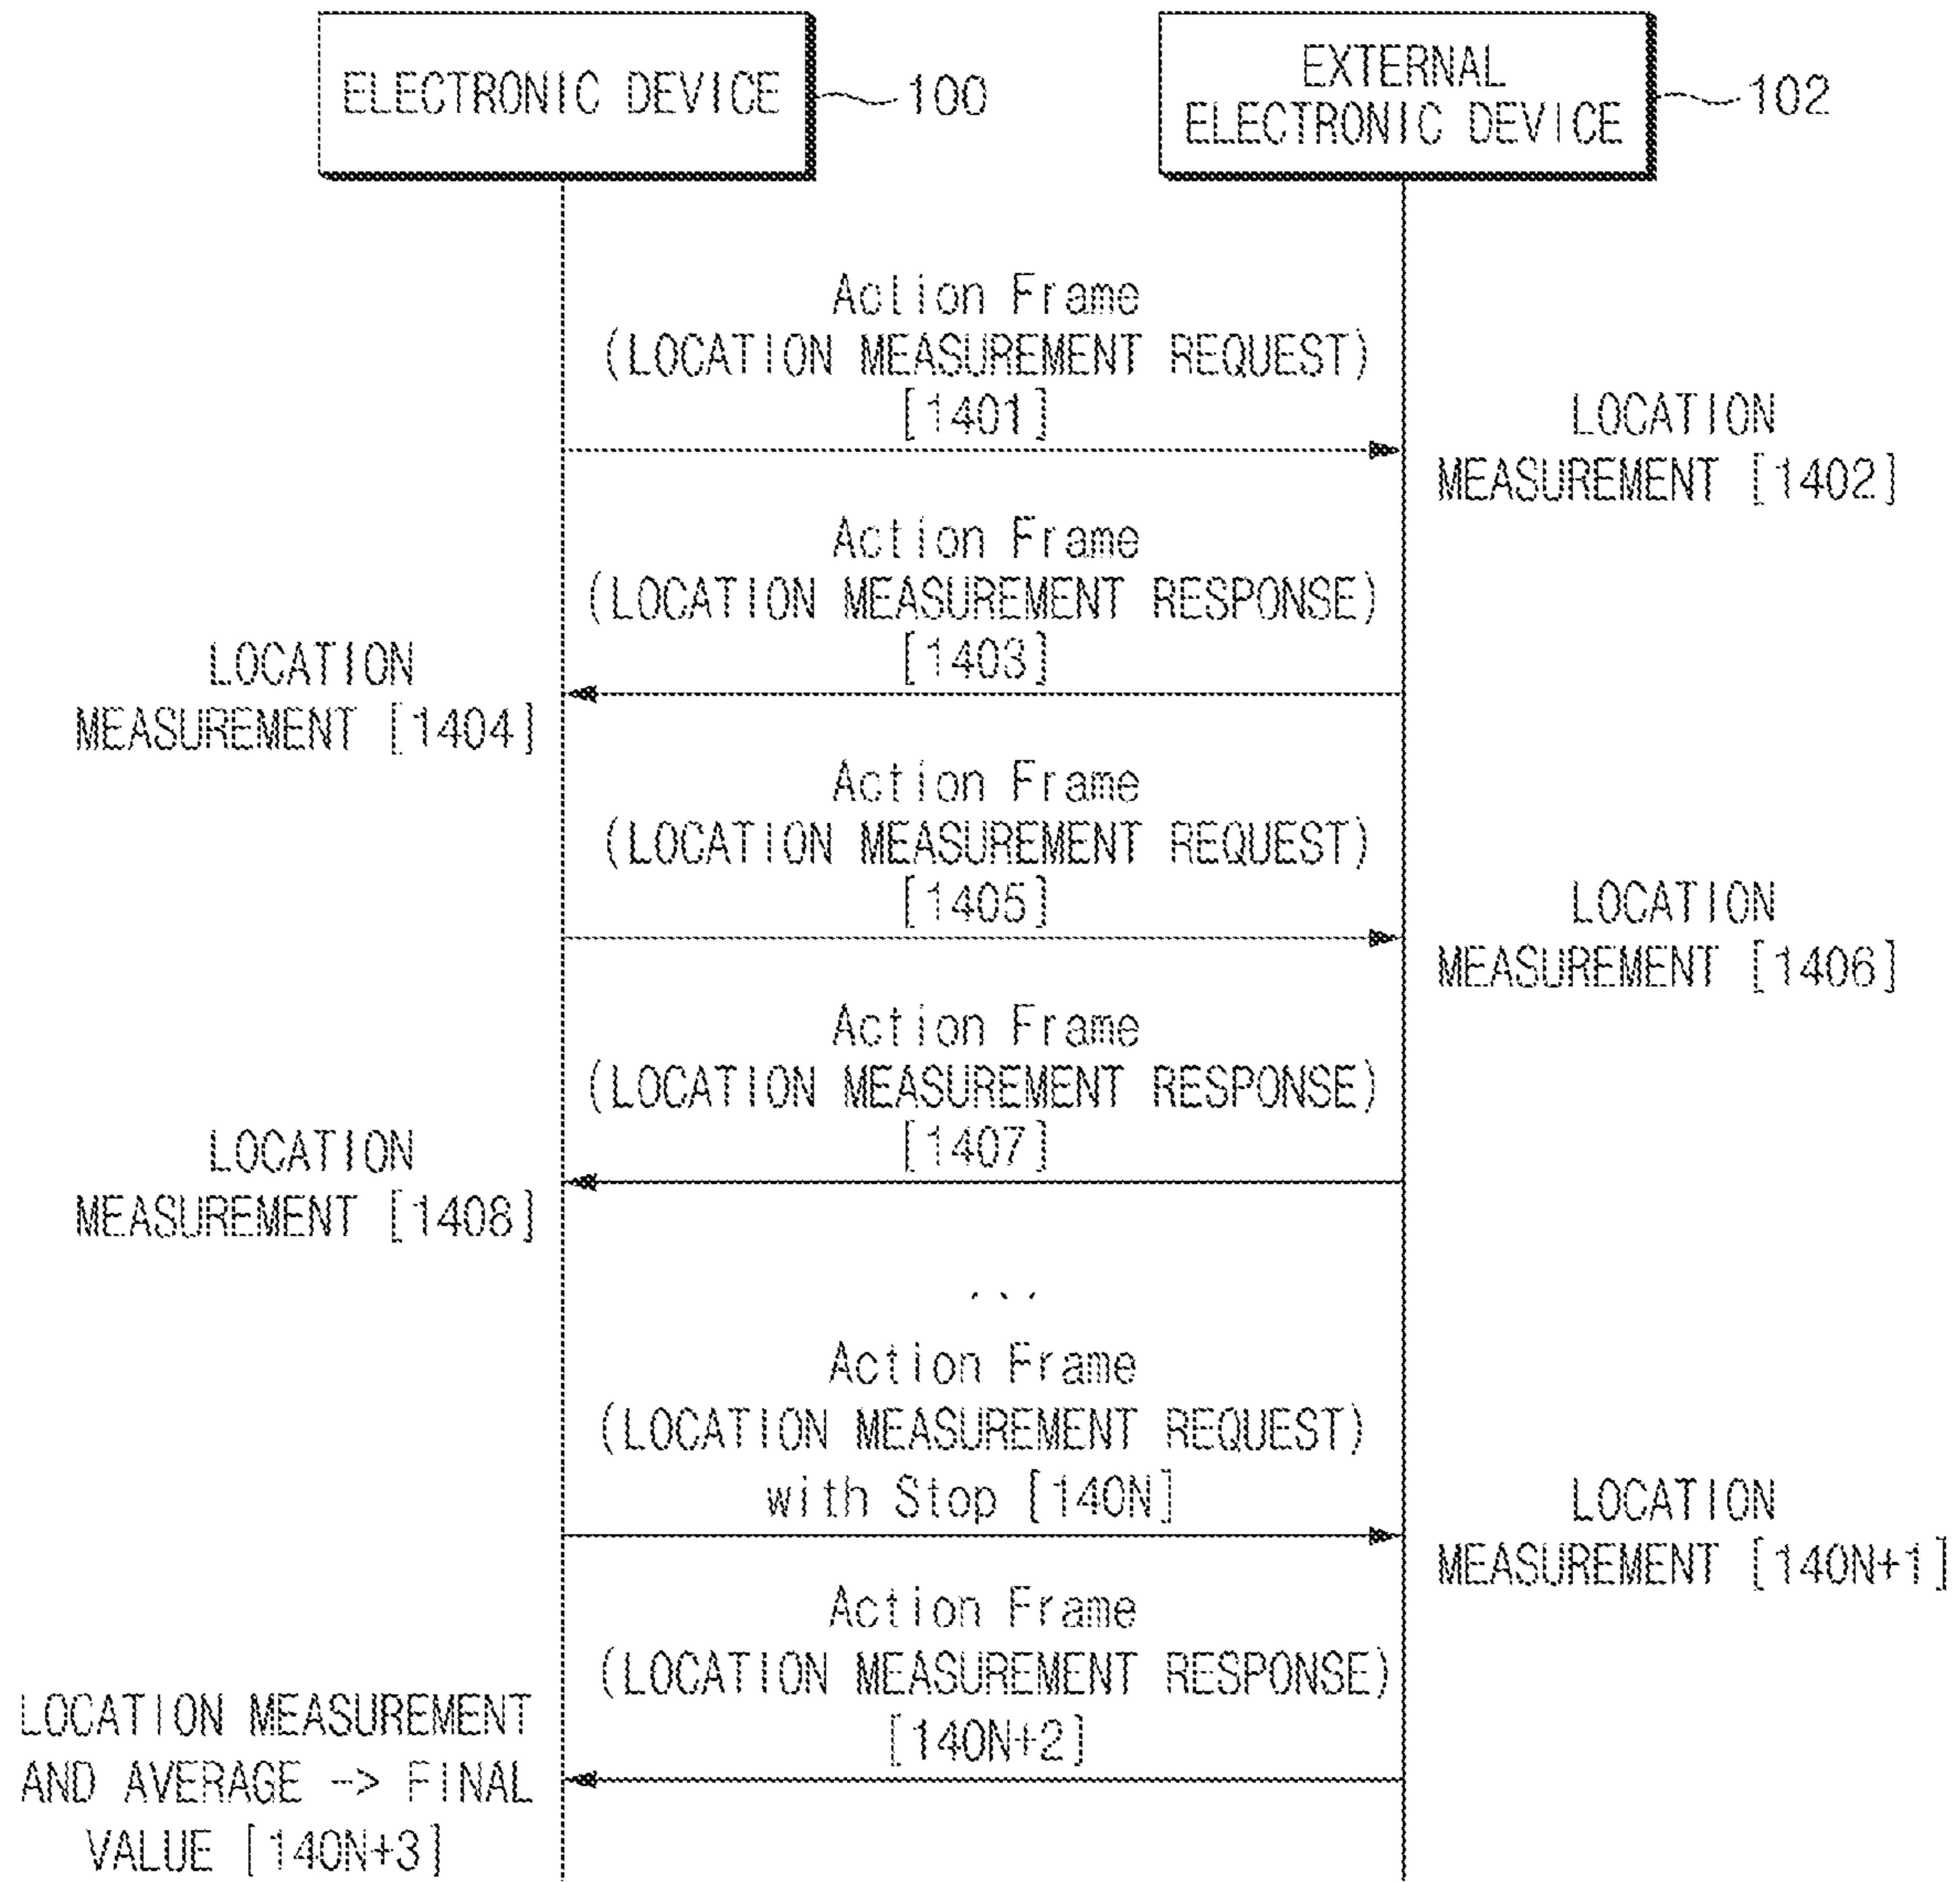 ELECTRONIC DEVICE
100
EXTERNAL
ELECTRONIC DEVICE
102
Action Frame
(LOCATION MEASUREMENT REQUEST)
[1401]
LOCATION
MEASUREMENT [1402]
Action Frame
(LOCATION MEASUREMENT RESPONSE)
[1403]
LOCATION
MEASUREMENT [1404]
Action Frame
(LOCATION MEASUREMENT REQUEST)
[1405]
LOCATION
MEASUREMENT [1406]
Action Frame
(LOCATION MEASUREMENT RESPONSE)
[1407]
LOCATION
MEASUREMENT [1408]
...
Action Frame
(LOCATION MEASUREMENT REQUEST)
with Stop [140N]
LOCATION
MEASUREMENT [140N+1]
Action Frame
(LOCATION MEASUREMENT RESPONSE)
[140N+2]
LOCATION MEASUREMENT
AND AVERAGE -> FINAL
VALUE [140N+3]